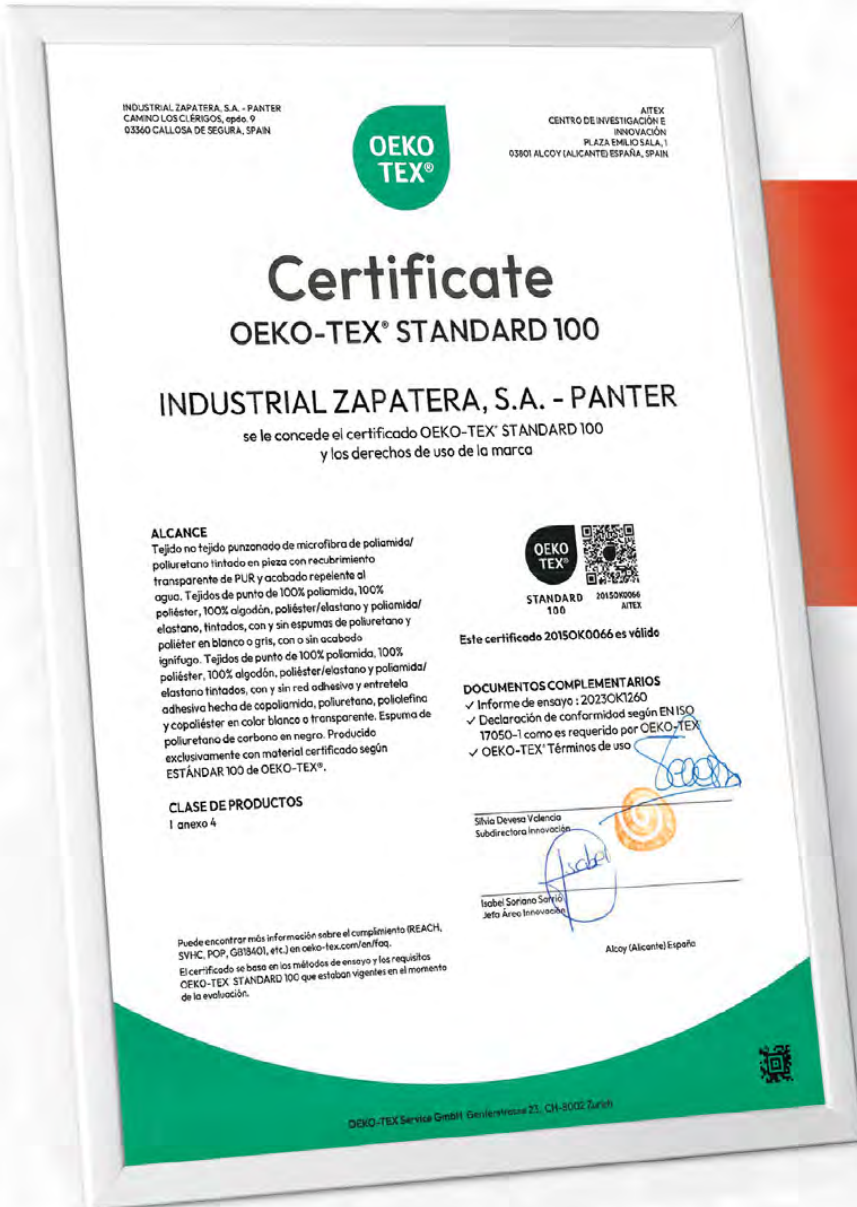 INDUSTRIAL ZAPATERA, S.A. - PANTER
CAMINO LOS CLÉRIGOS, apdo. 9
03360 CALLOSA DE SEGURA, SPAIN
OEKO
TEX®
AITEX
CENTRO DE INVESTIGACIÓN E
INNOVACIÓN
PLAZA EMILIO SALA, 1
03801 ALCOY (ALICANTE) ESPAÑA, SPAIN
Certificate
OEKO-TEX® STANDARD 100
INDUSTRIAL ZAPATERA, S.A. - PANTER
se le concede el certificado OEKO-TEX® STANDARD 100
y los derechos de uso de la marca
ALCANCE
Tejido no tejido punzonado de microfibra de poliamida/
poliuretano tintado en pieza con recubrimiento
transparente de PUR y acabado repelente al
agua. Tejidos de punto de 100% poliamida, 100%
poliéster, 100% algodón, poliéster/elastano y poliamida/
elastano, tintados, con y sin espumas de poliuretano y
poliéter en blanco o gris, con o sin acabado
ignífugo. Tejidos de punto de 100% poliamida, 100%
poliéster, 100% algodón, poliéster/elastano y poliamida/
elastano tintados, con y sin red adhesiva y entretela
adhesiva hecha de copoliamida, poliuretano, poliolefina
y copoliéster en color blanco o transparente. Espuma de
poliuretano de carbono en negro. Producido
exclusivamente con material certificado según
ESTÁNDAR 100 de OEKO-TEX®.
CLASE DE PRODUCTOS
1 anexo 4
OEKO
TEX®
STANDARD
100
2015OK0066
AITEX
Este certificado 2015OK0066 es válido
DOCUMENTOS COMPLEMENTARIOS
✓ Informe de ensayo : 2023OK1260
✓ Declaración de conformidad según EN ISO
17050-1 como es requerido por OEKO-TEX
✓ OEKO-TEX® Términos de uso
Silvia Devesa Valencia
Subdirectora Innovación
Isabel
Isabel Soriano Sarrió
Jefa Área Innovación
Alcoy (Alicante) España
Puede encontrar más información sobre el cumplimiento (REACH,
SVHC, POP, GB18401, etc.) en oeko-tex.com/en/faq.
El certificado se basa en los métodos de ensayo y los requisitos
OEKO-TEX STANDARD 100 que estaban vigentes en el momento
de la evaluación.
OEKO-TEX Service GmbH Genferstrasse 23, CH-8002 Zurich